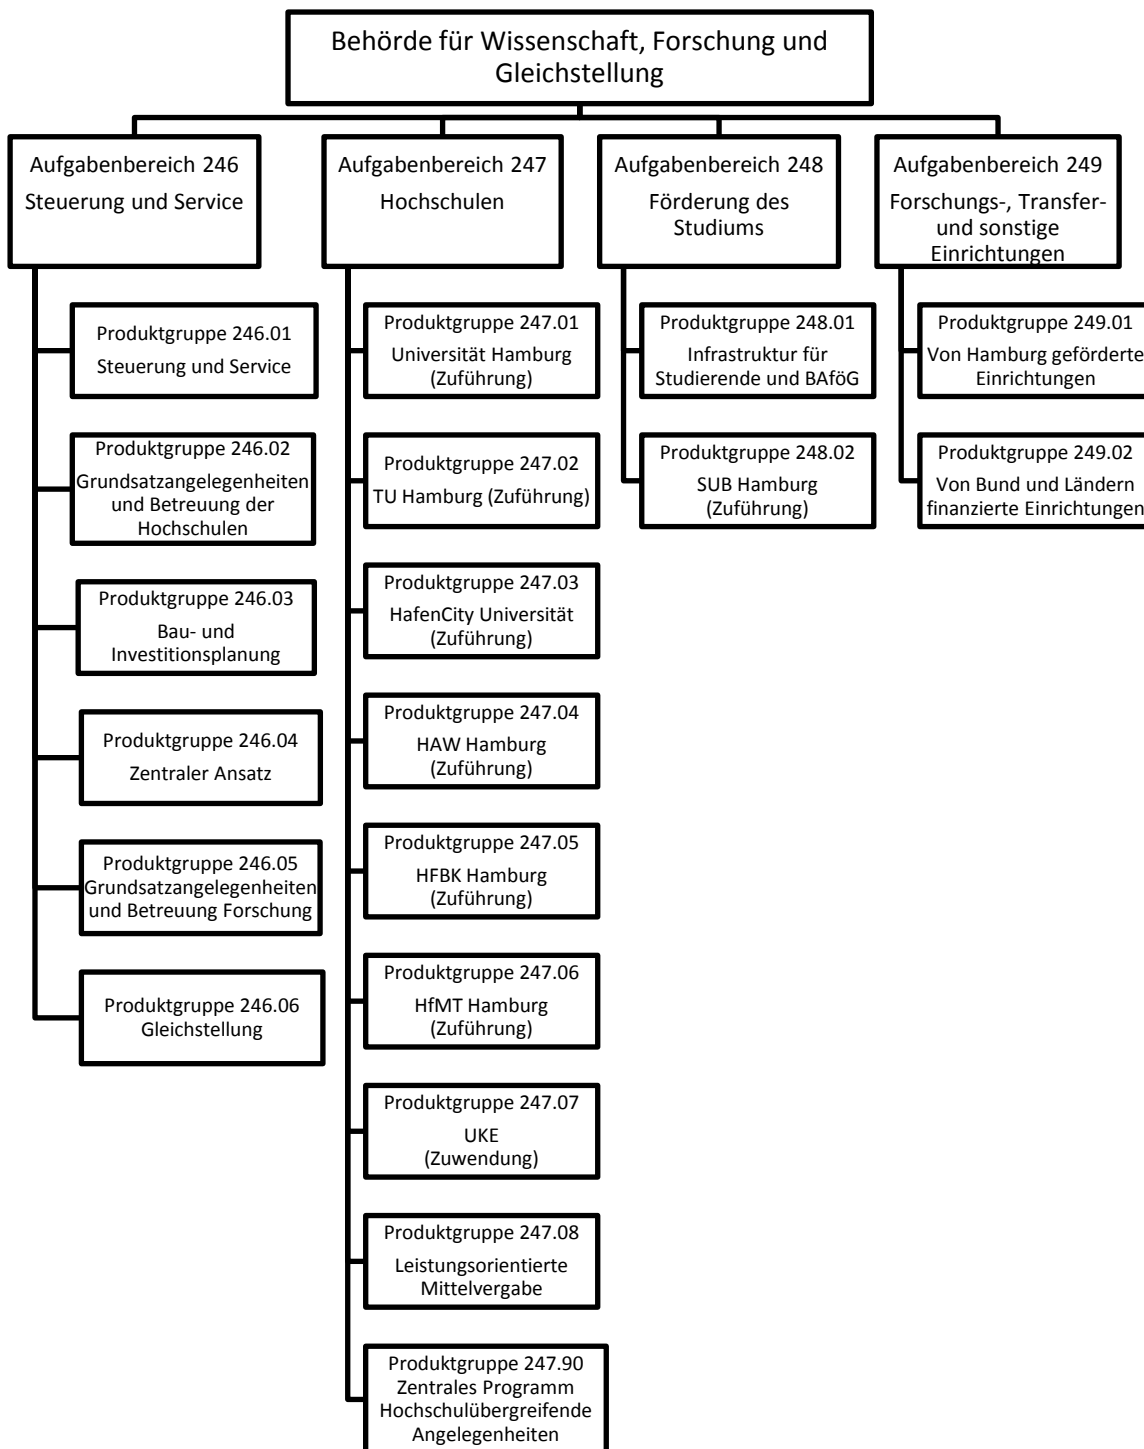 Behörde für Wissenschaft, Forschung und
Gleichstellung
Aufgabenbereich 246
Steuerung und Service
Produktgruppe 246.01
Steuerung und Service
Produktgruppe 246.02
Grundsatzangelegenheiten
und Betreuung der
Hochschulen
Produktgruppe 246.03
Bau- und
Investitionsplanung
Produktgruppe 246.04
Zentraler Ansatz
Produktgruppe 246.05
Grundsatzangelegenheiten
und Betreuung Forschung
Produktgruppe 246.06
Gleichstellung
Aufgabenbereich 247
Hochschulen
Produktgruppe 247.01
Universität Hamburg
(Zuführung)
Produktgruppe 247.02
TU Hamburg (Zuführung)
Produktgruppe 247.03
HafenCity Universität
(Zuführung)
Produktgruppe 247.04
HAW Hamburg
(Zuführung)
Produktgruppe 247.05
HFBK Hamburg
(Zuführung)
Produktgruppe 247.06
HfMT Hamburg
(Zuführung)
Produktgruppe 247.07
UKE
(Zuwendung)
Produktgruppe 247.08
Leistungsorientierte
Mittelvergabe
Produktgruppe 247.90
Zentrales Programm
Hochschulübergreifende
Angelegenheiten
Aufgabenbereich 248
Förderung des
Studiums
Produktgruppe 248.01
Infrastruktur für
Studierende und BAföG
Produktgruppe 248.02
SUB Hamburg
(Zuführung)
Aufgabenbereich 249
Forschungs-, Transfer-
und sonstige
Einrichtungen
Produktgruppe 249.01
Von Hamburg geförderte
Einrichtungen
Produktgruppe 249.02
Von Bund und Ländern
finanzierte Einrichtungen